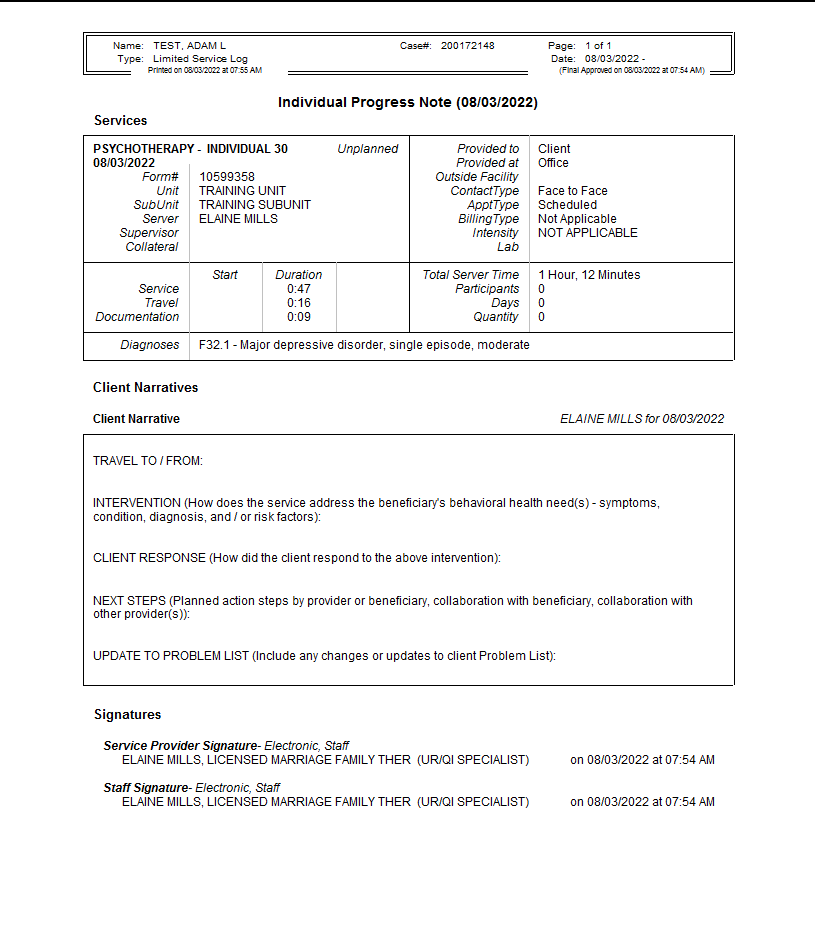 Name: TEST, ADAM L Case#: 200172148 Page: 1 of 1
Type: Limited Service Log Date: 08/03/2022 -
Printed on 08/03/2022 at 07:55 AM (Final Approved on 08/03/2022 at 07:54 AM)
Individual Progress Note (08/03/2022)
Services
PSYCHOTHERAPY - INDIVIDUAL 30 Unplanned Provided to Client
08/03/2022 Provided at Office
Form# 10599358 Outside Facility
Unit TRAINING UNIT ContactType Face to Face
SubUnit TRAINING SUBUNIT ApptType Scheduled
Server ELAINE MILLS BillingType Not Applicable
Supervisor Intensity NOT APPLICABLE
Collateral Lab
Start Duration Total Server Time 1 Hour, 12 Minutes
Service 0:47 Participants 0
Travel 0:16 Days 0
Documentation 0:09 Quantity 0
Diagnoses F32.1 - Major depressive disorder, single episode, moderate
Client Narratives
Client Narrative ELAINE MILLS for 08/03/2022
TRAVEL TO / FROM:
INTERVENTION (How does the service address the beneficiary's behavioral health need(s) - symptoms,
condition, diagnosis, and / or risk factors):
CLIENT RESPONSE (How did the client respond to the above intervention):
NEXT STEPS (Planned action steps by provider or beneficiary, collaboration with beneficiary, collaboration with
other provider(s)):
UPDATE TO PROBLEM LIST (Include any changes or updates to client Problem List):
Signatures
Service Provider Signature- Electronic, Staff
ELAINE MILLS, LICENSED MARRIAGE FAMILY THER (UR/QI SPECIALIST) on 08/03/2022 at 07:54 AM
Staff Signature- Electronic, Staff
ELAINE MILLS, LICENSED MARRIAGE FAMILY THER (UR/QI SPECIALIST) on 08/03/2022 at 07:54 AM